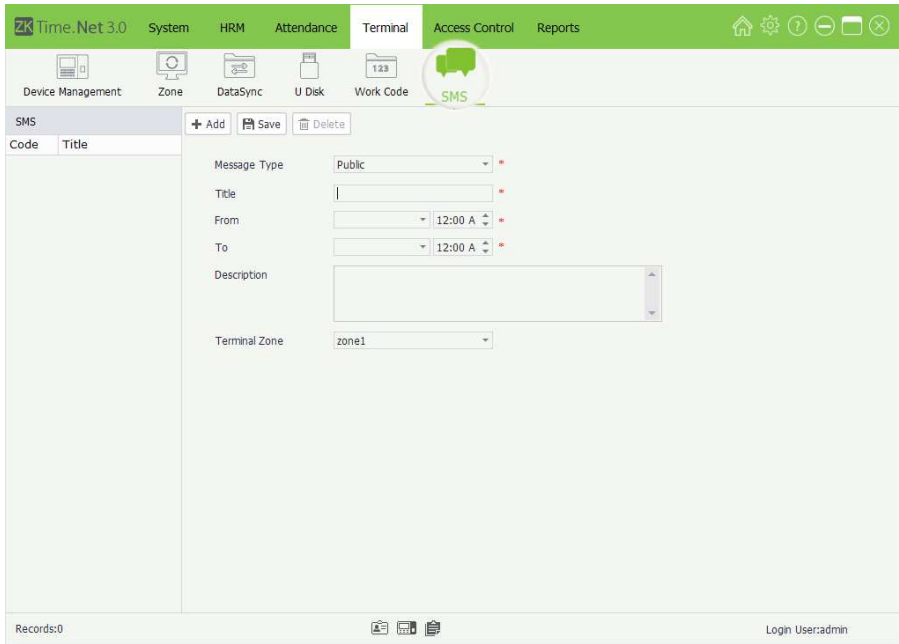 ZK Time.Net 3.0 System HRM Attendance Terminal Access Control Reports
123
Device Management Zone DataSync U Disk Work Code SMS
SMS
Add Save Delete
Code Title
Message Type Public *
Title *
From 12:00 A *
To 12:00 A *
Description
Terminal Zone zone1
Records:0 Login User:admin